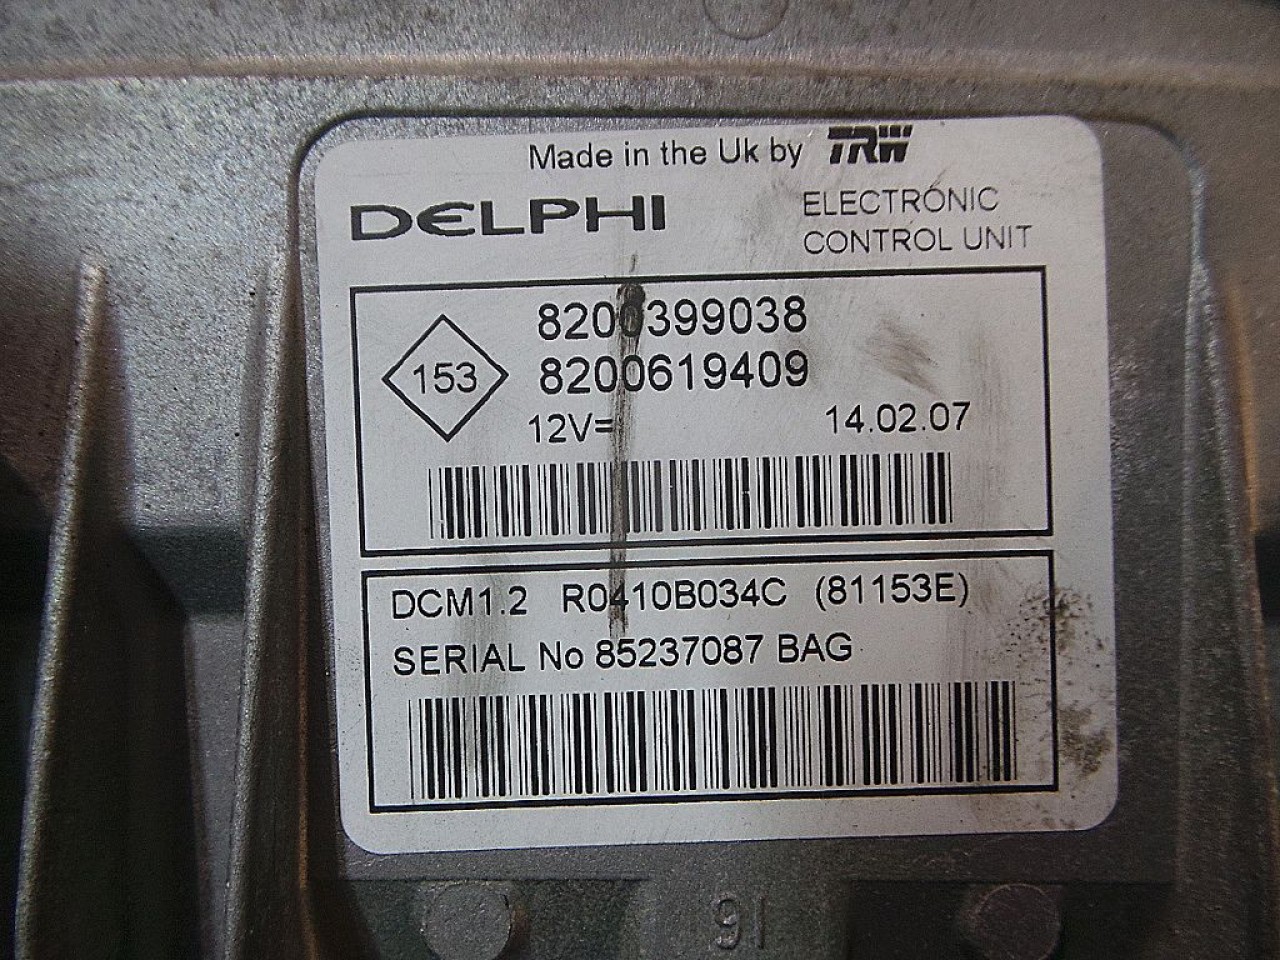 Made in the Uk by TRW
DELPHI
ELECTRONIC
CONTROL UNIT
153
8200399038
8200619409
12V=
14.02.07
DCM1.2 R0410B034C (81153E)
SERIAL No 85237087 BAG
91